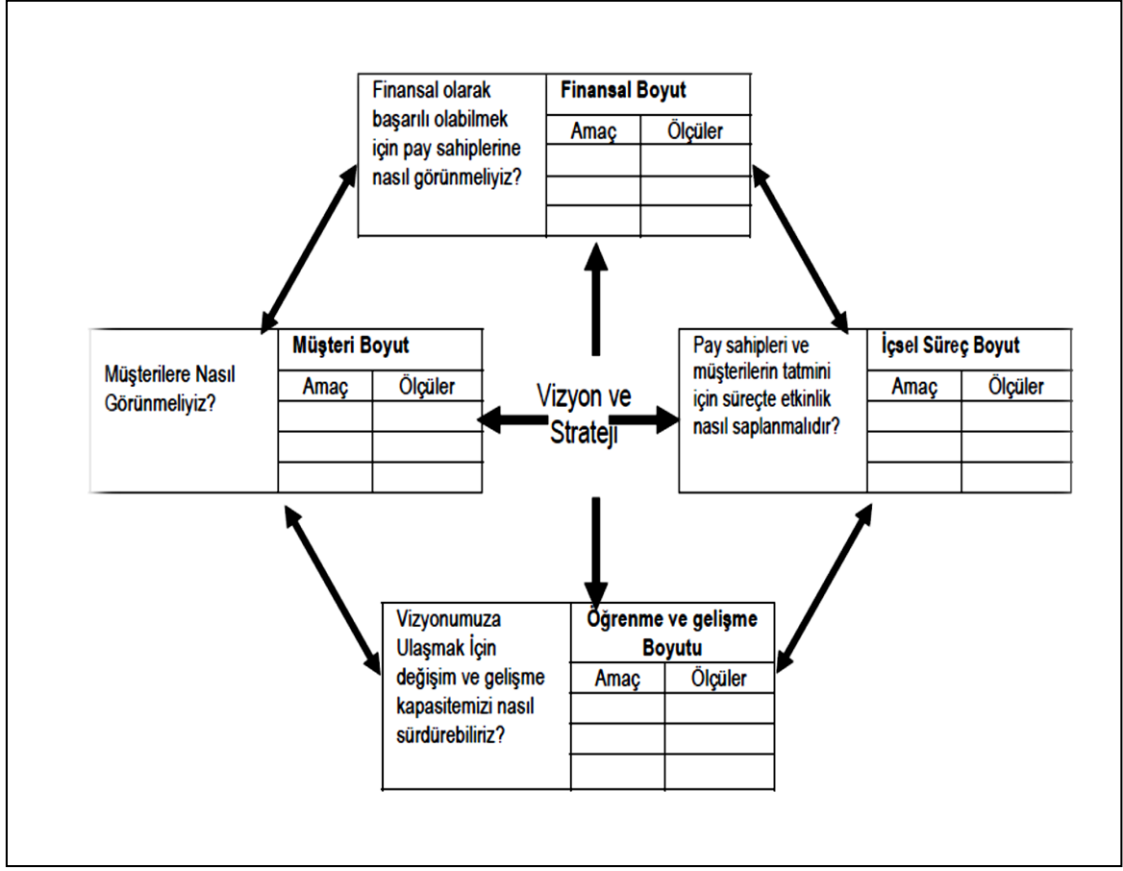 Finansal olarak
başarılı olabilmek
için pay sahiplerine
nasıl görünmeliyiz?
Finansal Boyut
Amaç Ölçüler
Müşterilere Nasıl
Görünmeliyiz?
Müşteri Boyut
Amaç Ölçüler
Vizyon ve
Strateji
Pay sahipleri ve
müşterilerin tatmini
için süreçte etkinlik
nasıl saplanmalıdır?
İçsel Süreç Boyut
Amaç Ölçüler
Vizyonumuza
Ulaşmak İçin
değişim ve gelişme
kapasitemizi nasıl
sürdürebiliriz?
Öğrenme ve gelişme
Boyutu
Amaç Ölçüler